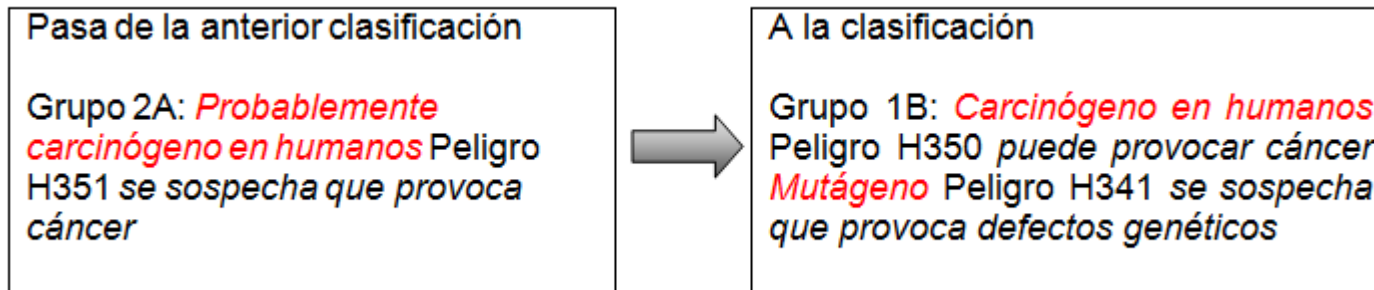 Pasa de la anterior clasificación
Grupo 2A: Probablemente
carcinógeno en humanos Peligro
H351 se sospecha que provoca
cáncer
A la clasificación
Grupo 1B: Carcinógeno en humanos
Peligro H350 puede provocar cáncer
Mutágeno Peligro H341 se sospecha
que provoca defectos genéticos